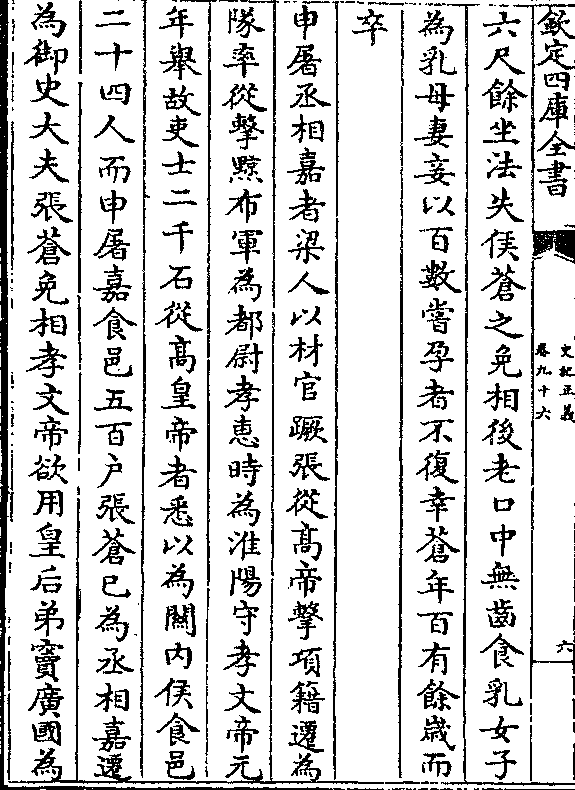 欽定四庫全書
史記正義
卷九十六
六
六尺餘坐法失侯蒼之免相後老口中無齒食乳女子
為乳母妻妾以百數嘗孕者不復幸蒼年百有餘歲而
卒
申屠丞相嘉者梁人以材官蹶張從高帝擊項籍遷為
隊率從擊黥布軍為都尉孝惠時為淮陽守孝文帝元
年舉故吏士二千石從高皇帝者悉以為關內侯食邑
二十四人而申屠嘉食邑五百户張蒼已為丞相嘉遷
為御史大夫張蒼免相孝文帝欲用皇后弟竇廣國為